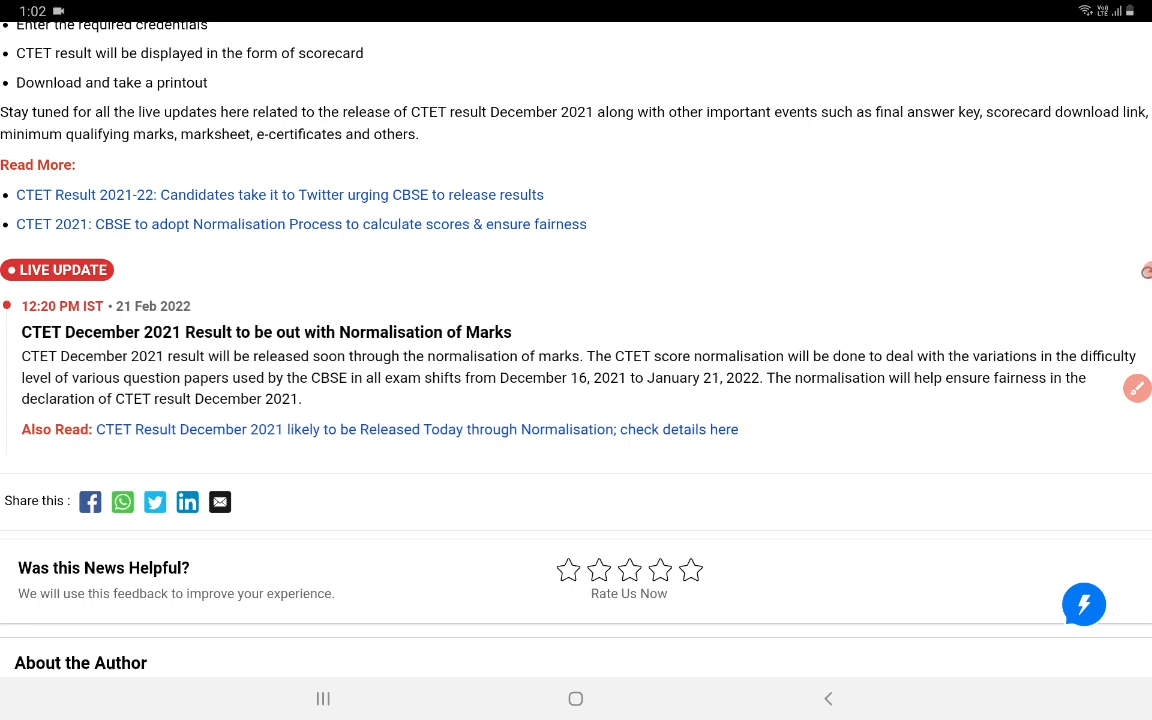 1:02
Vo))
LTE
• Enter the required credentials
• CTET result will be displayed in the form of scorecard
• Download and take a printout
Stay tuned for all the live updates here related to the release of CTET result December 2021 along with other important events such as final answer key, scorecard download link,
minimum qualifying marks, marksheet, e-certificates and others.
Read More:
• CTET Result 2021-22: Candidates take it to Twitter urging CBSE to release results
• CTET 2021: CBSE to adopt Normalisation Process to calculate scores & ensure fairness
LIVE UPDATE
12:20 PM IST • 21 Feb 2022
CTET December 2021 Result to be out with Normalisation of Marks
CTET December 2021 result will be released soon through the normalisation of marks. The CTET score normalisation will be done to deal with the variations in the difficulty
level of various question papers used by the CBSE in all exam shifts from December 16, 2021 to January 21, 2022. The normalisation will help ensure fairness in the
declaration of CTET result December 2021.
Also Read: CTET Result December 2021 likely to be Released Today through Normalisation; check details here
Share this :
Was this News Helpful?
We will use this feedback to improve your experience.
Rate Us Now
About the Author